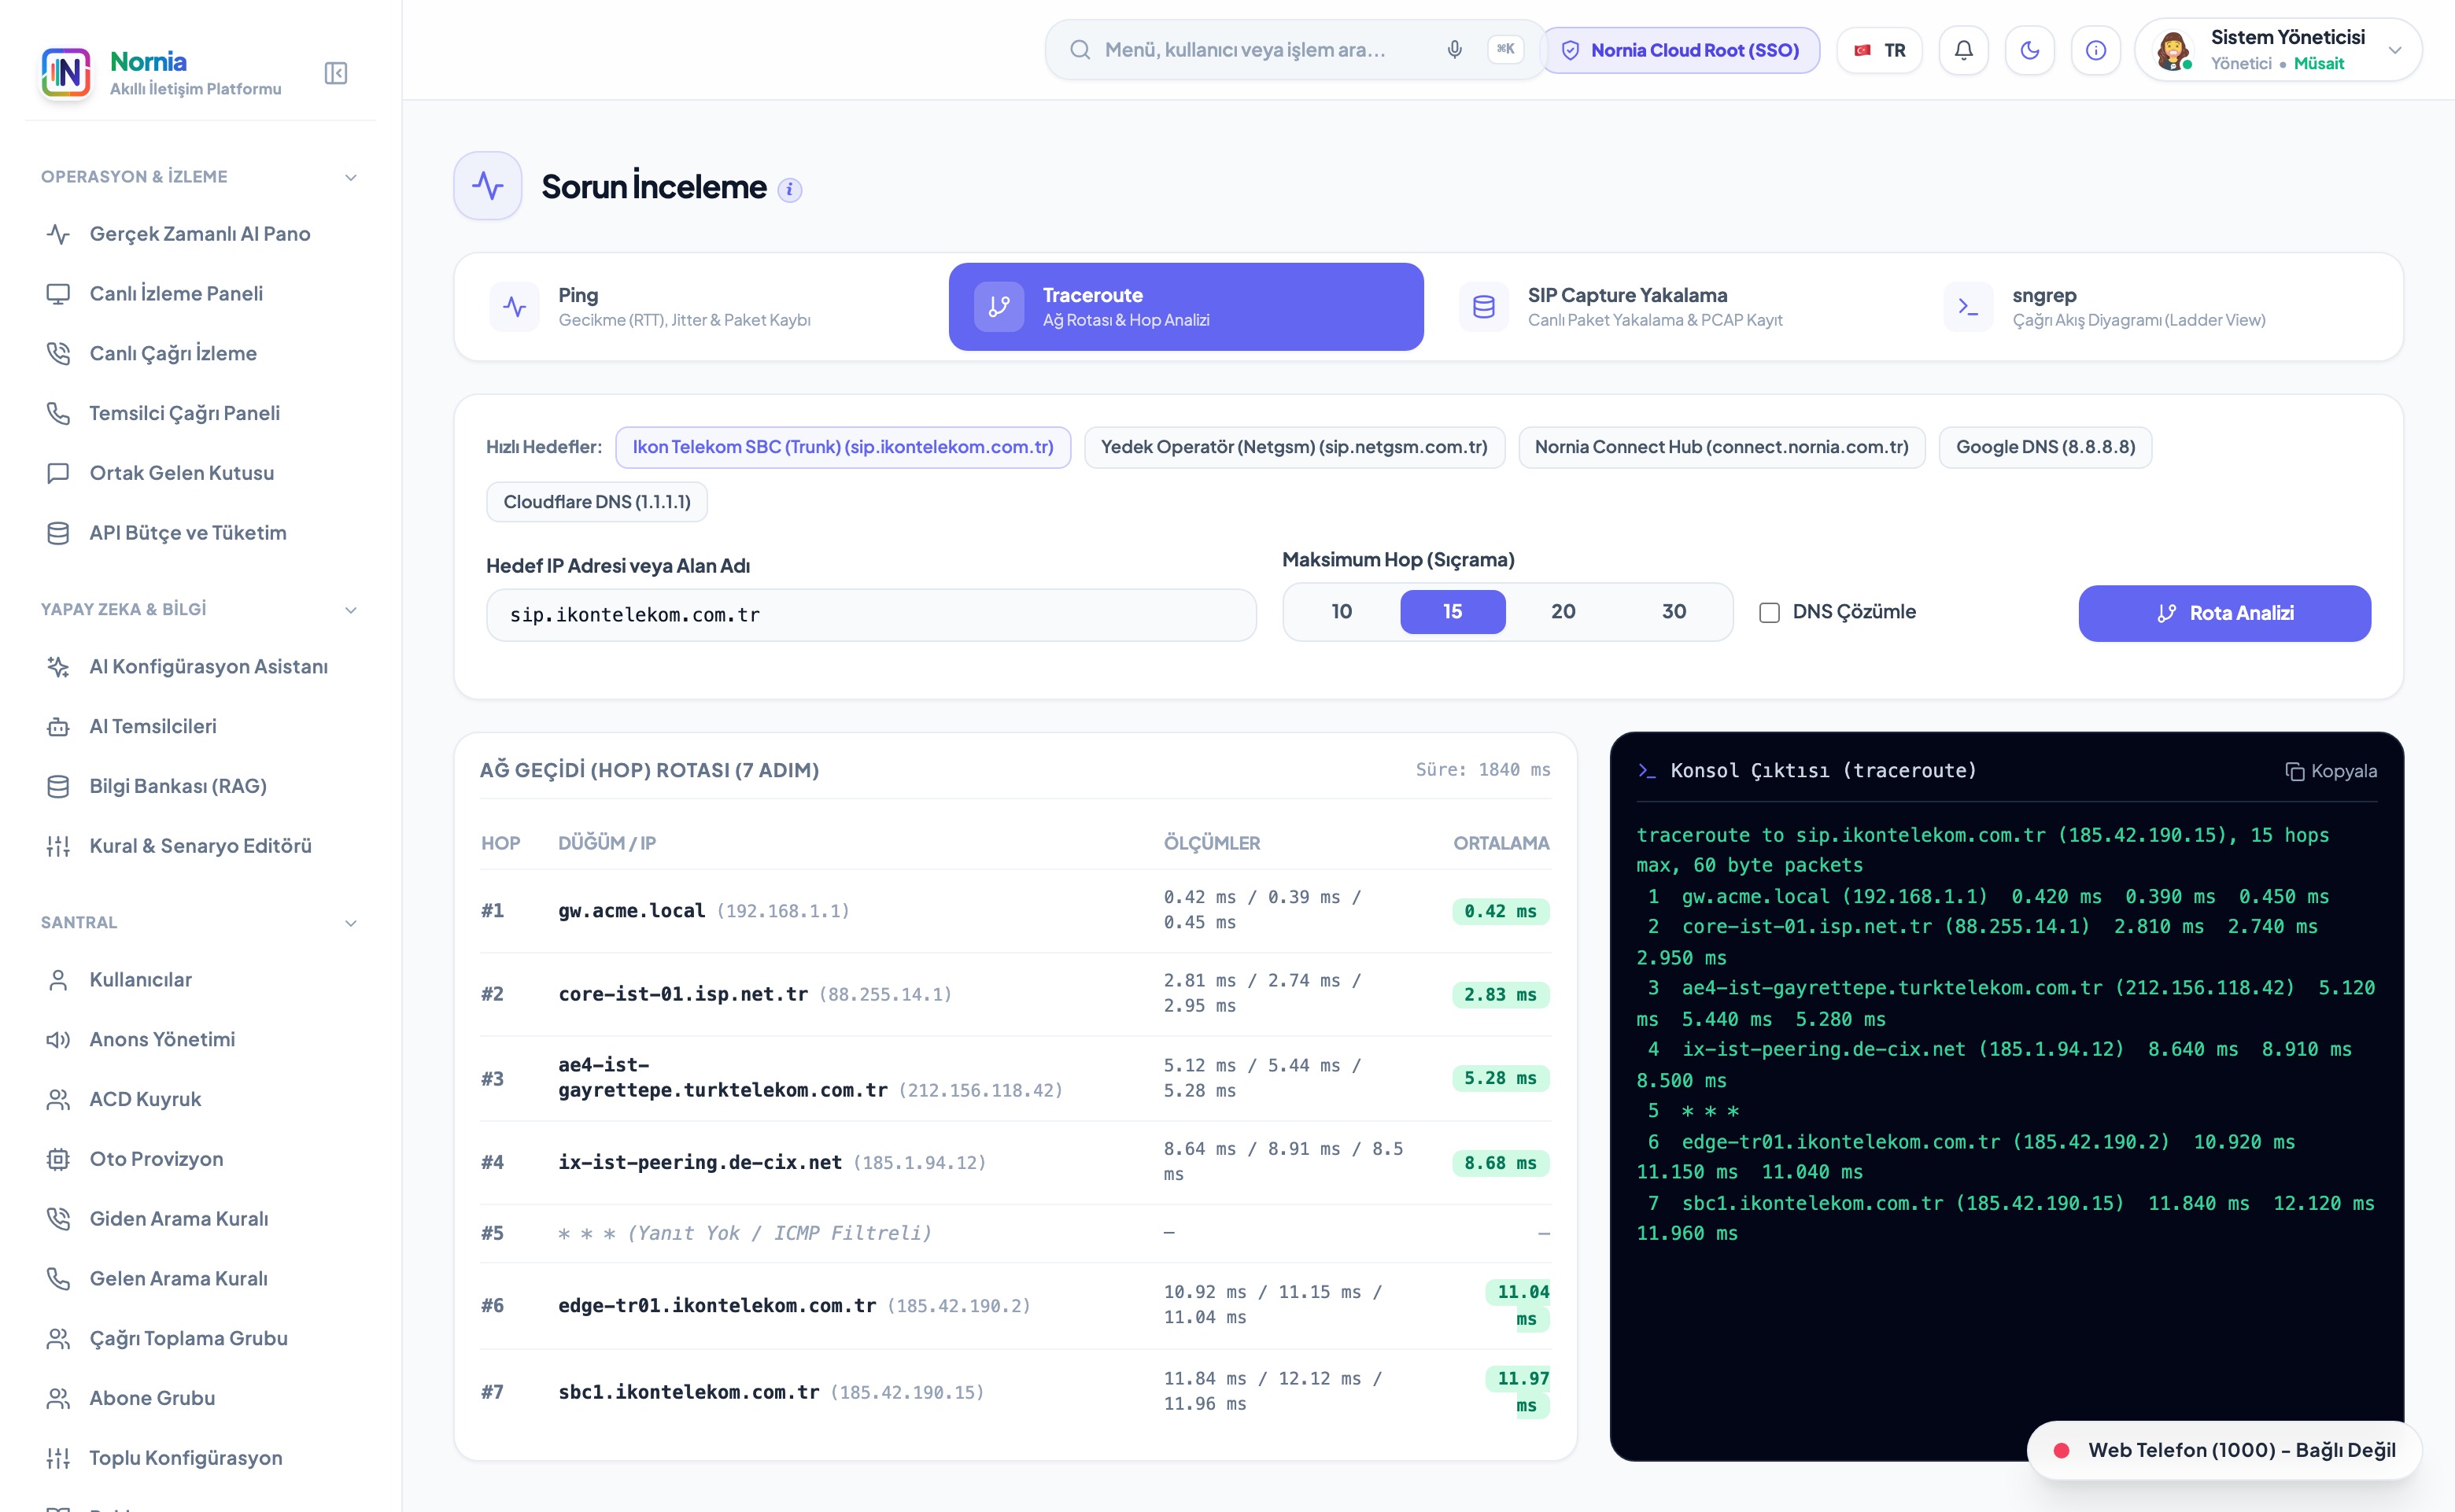 Nornia
Akıllı İletişim Platformu
Menü, kullanıcı veya işlem ara...
⌘K
Nornia Cloud Root (SSO)
TR
Sistem Yöneticisi
Yönetici • Müsait
OPERASYON & İZLEME
Gerçek Zamanlı AI Pano
Canlı İzleme Paneli
Canlı Çağrı İzleme
Temsilci Çağrı Paneli
Ortak Gelen Kutusu
API Bütçe ve Tüketim
YAPAY ZEKA & BİLGİ
AI Konfigürasyon Asistanı
AI Temsilcileri
Bilgi Bankası (RAG)
Kural & Senaryo Editörü
SANTRAL
Kullanıcılar
Anons Yönetimi
ACD Kuyruk
Oto Provizyon
Giden Arama Kuralı
Gelen Arama Kuralı
Çağrı Toplama Grubu
Abone Grubu
Toplu Konfigürasyon
Sorun İnceleme
Ping
Gecikme (RTT), Jitter & Paket Kaybı
Traceroute
Ağ Rotası & Hop Analizi
SIP Capture Yakalama
Canlı Paket Yakalama & PCAP Kayıt
sngrep
Çağrı Akış Diyagramı (Ladder View)
Hızlı Hedefler: Ikon Telekom SBC (Trunk) (sip.ikontelekom.com.tr) Yedek Operatör (Netgsm) (sip.netgsm.com.tr) Nornia Connect Hub (connect.nornia.com.tr) Google DNS (8.8.8.8)
Cloudflare DNS (1.1.1.1)
Hedef IP Adresi veya Alan Adı
sip.ikontelekom.com.tr
Maksimum Hop (Sıçrama)
10 15 20 30
DNS Çözümle
Rota Analizi
AĞ GEÇİDİ (HOP) ROTASI (7 ADIM)
Süre: 1840 ms
HOP DÜĞÜM / IP ÖLÇÜMLER ORTALAMA
#1 gw.acme.local (192.168.1.1) 0.42 ms / 0.39 ms /
0.45 ms
0.42 ms
#2 core-ist-01.isp.net.tr (88.255.14.1) 2.81 ms / 2.74 ms /
2.95 ms
2.83 ms
#3 ae4-ist-
gayrettepe.turktelekom.com.tr (212.156.118.42)
5.12 ms / 5.44 ms /
5.28 ms
5.28 ms
#4 ix-ist-peering.de-cix.net (185.1.94.12) 8.64 ms / 8.91 ms / 8.5
ms
8.68 ms
#5 * * * (Yanıt Yok / ICMP Filtreli) — —
#6 edge-tr01.ikontelekom.com.tr (185.42.190.2) 10.92 ms / 11.15 ms /
11.04 ms
11.04
ms
#7 sbc1.ikontelekom.com.tr (185.42.190.15) 11.84 ms / 12.12 ms /
11.96 ms
11.97
ms
Konsol Çıktısı (traceroute)
Kopyala
traceroute to sip.ikontelekom.com.tr (185.42.190.15), 15 hops
max, 60 byte packets
1 gw.acme.local (192.168.1.1) 0.420 ms 0.390 ms 0.450 ms
2 core-ist-01.isp.net.tr (88.255.14.1) 2.810 ms 2.740 ms
2.950 ms
3 ae4-ist-gayrettepe.turktelekom.com.tr (212.156.118.42) 5.120
ms 5.440 ms 5.280 ms
4 ix-ist-peering.de-cix.net (185.1.94.12) 8.640 ms 8.910 ms
8.500 ms
5 * * *
6 edge-tr01.ikontelekom.com.tr (185.42.190.2) 10.920 ms
11.150 ms 11.040 ms
7 sbc1.ikontelekom.com.tr (185.42.190.15) 11.840 ms 12.120 ms
11.960 ms
Web Telefon (1000) - Bağlı Değil